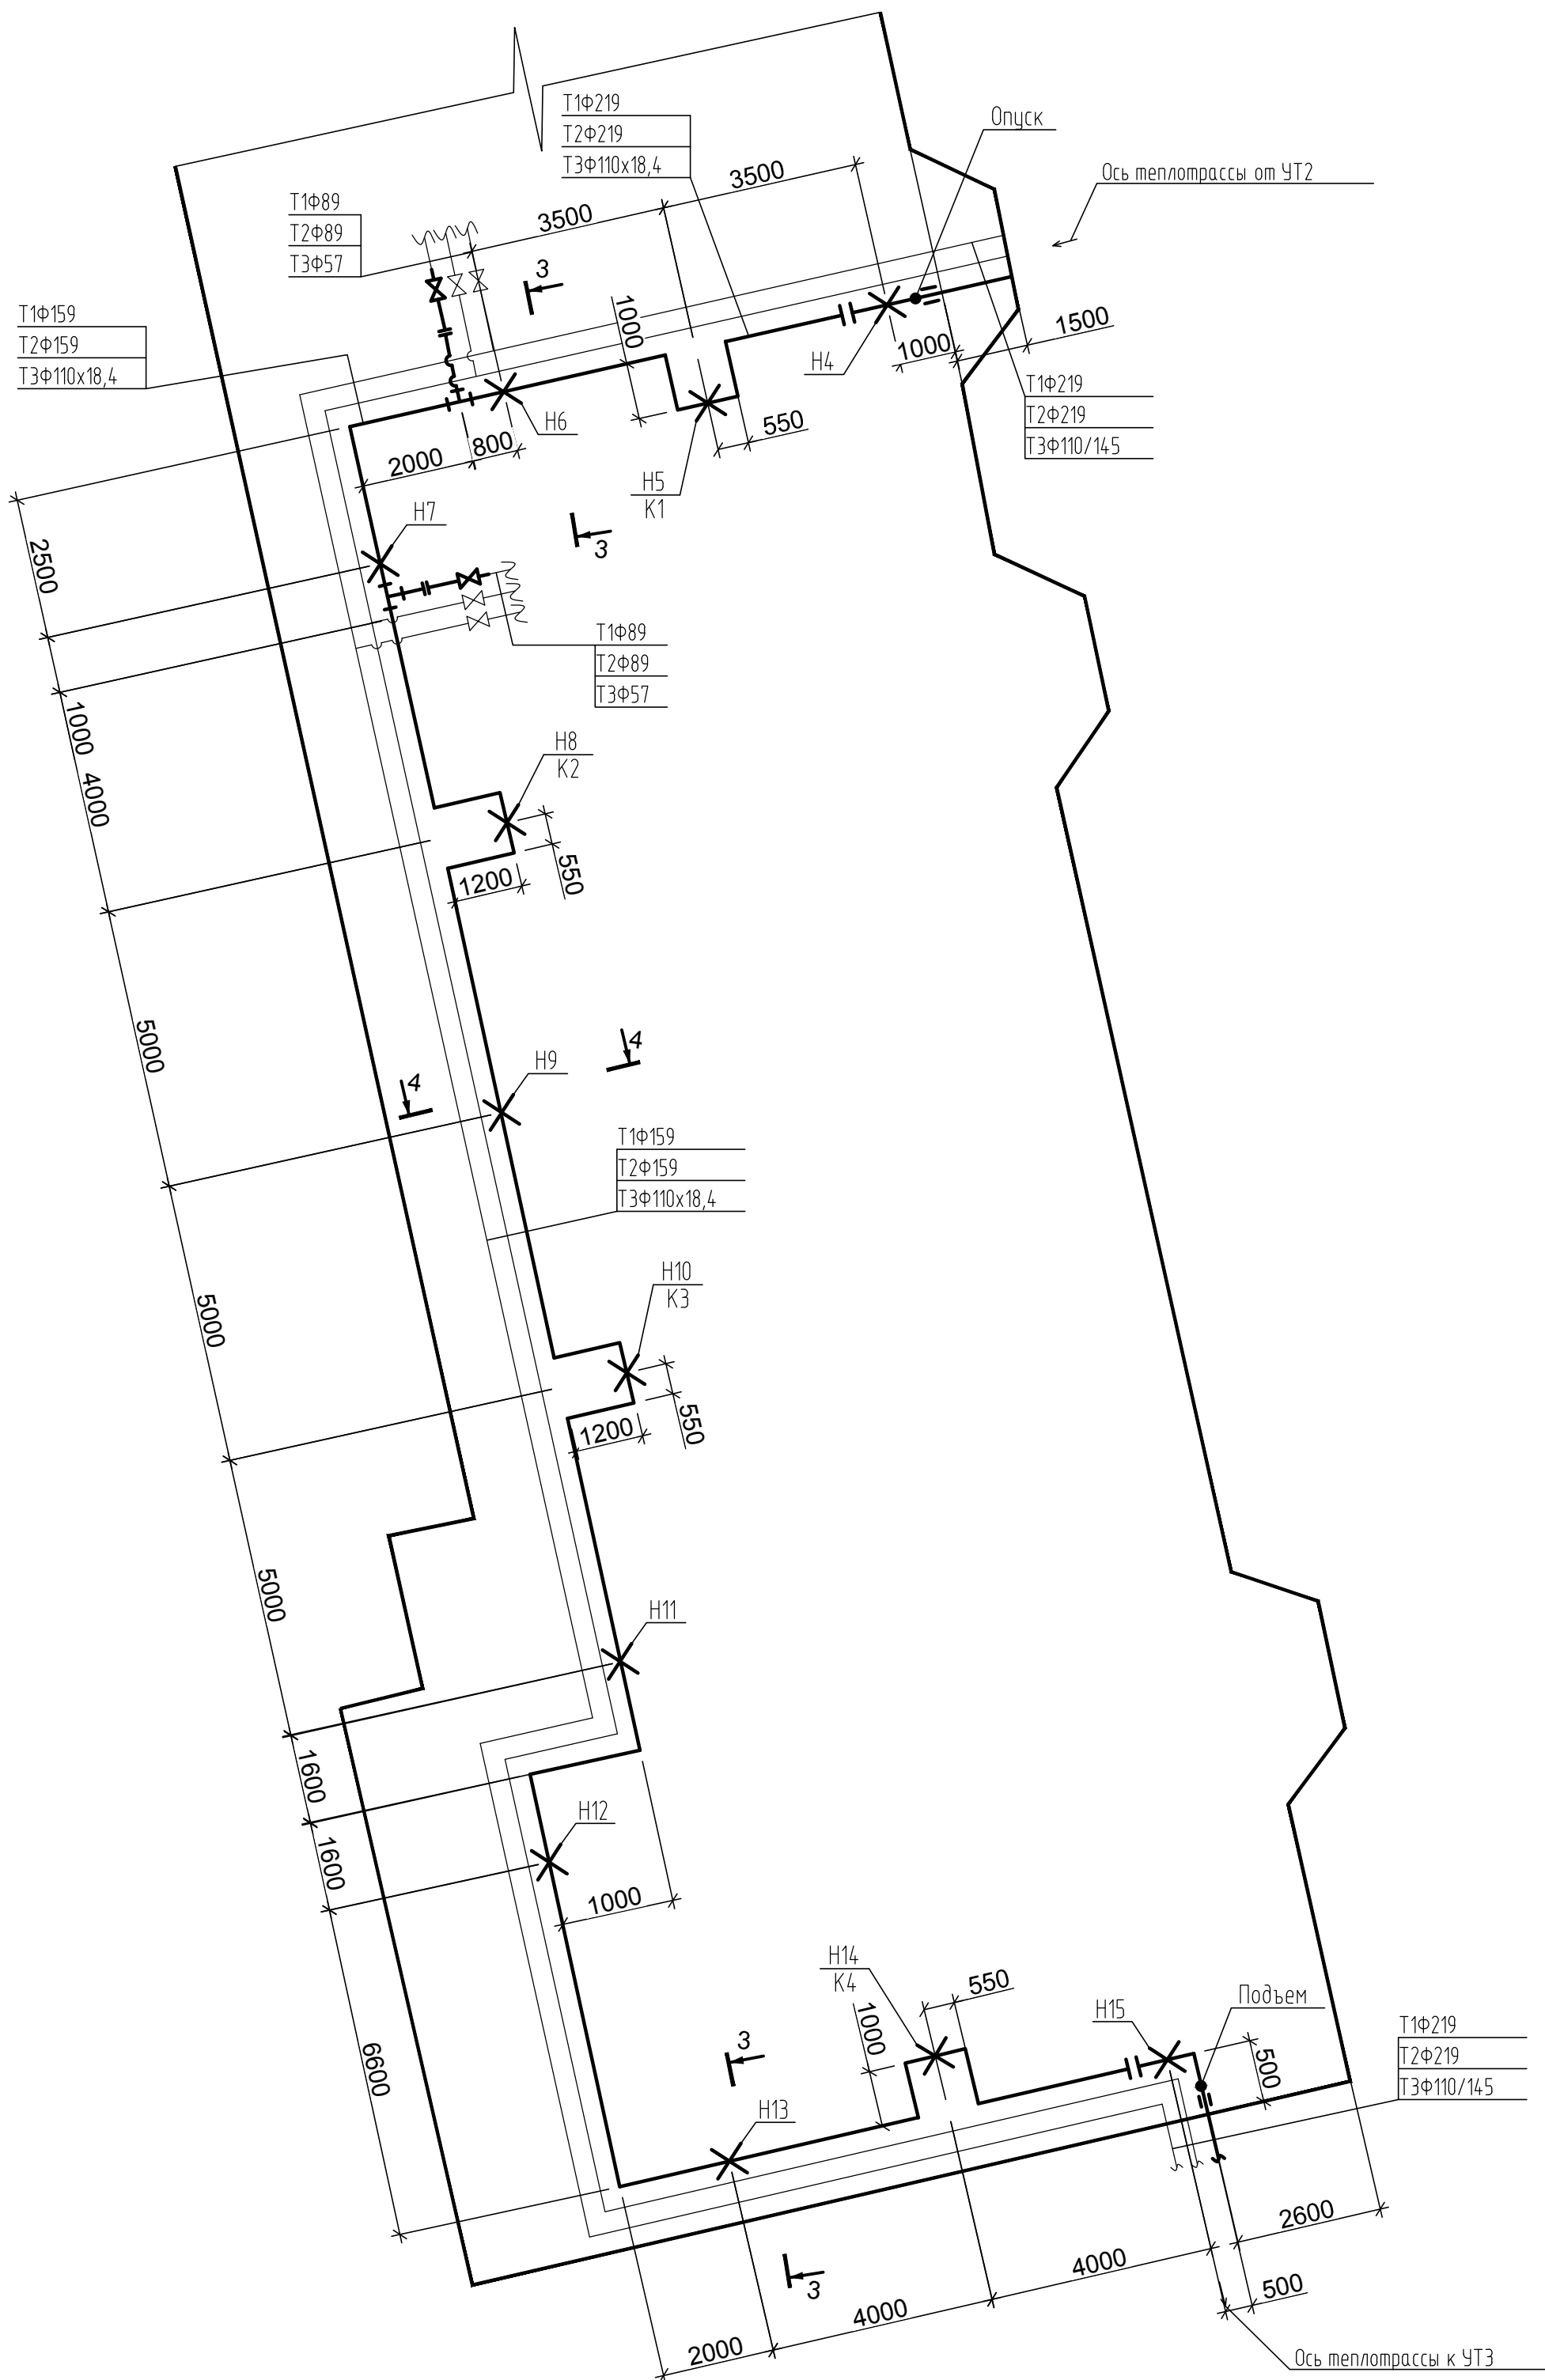 Т1Ф219
Т2Ф219
Т3Ф110х18,4
Опуск
3500
Ось теплотрассы от УТ2
Т1Ф89
Т2Ф89
Т3Ф57
3500
3
1000
Т1Ф159
Т2Ф159
Т3Ф110х18,4
1500
1000
Н4
Т1Ф219
Т2Ф219
Т3Ф110/145
Н6
550
2000
800
Н5
К1
Н7
3
2500
Т1Ф89
Т2Ф89
Т3Ф57
1000
4000
Н8
К2
550
1200
5000
4
Н9
4
Т1Ф159
Т2Ф159
Т3Ф110х18,4
5000
Н10
К3
550
1200
5000
Н11
1600
Н12
1600
1000
Н14
К4
550
1000
Н15
Подъем
500
Т1Ф219
Т2Ф219
Т3Ф110/145
6600
3
Н13
2600
4000
500
3
4000
2000
Ось теплотрассы к УТ3